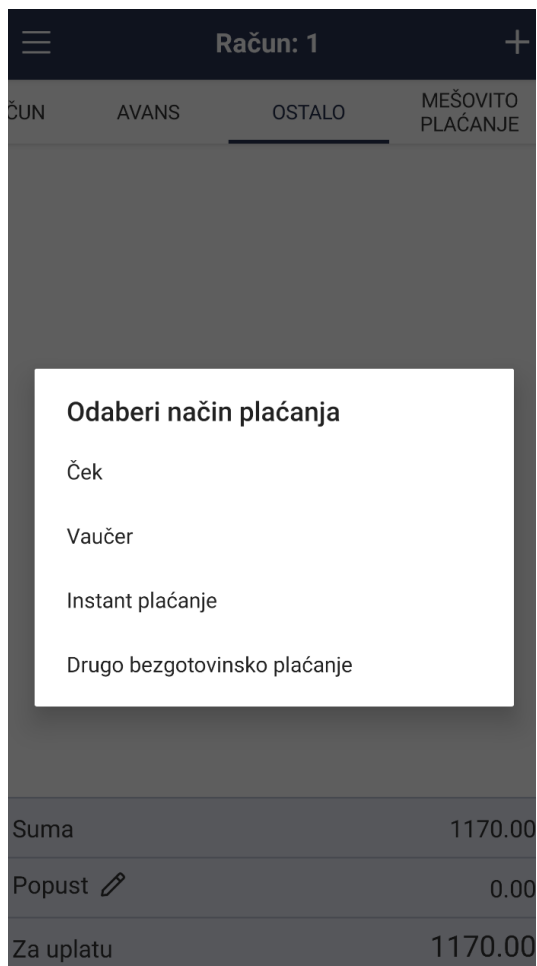 Račun: 1
ČUN
AVANS
OSTALO
MEŠOVITO
PLAĆANJE
Odaberi način plaćanja
Ček
Vaučer
Instant plaćanje
Drugo bezgotovinsko plaćanje
Suma 1170.00
Popust 0.00
Za uplatu 1170.00